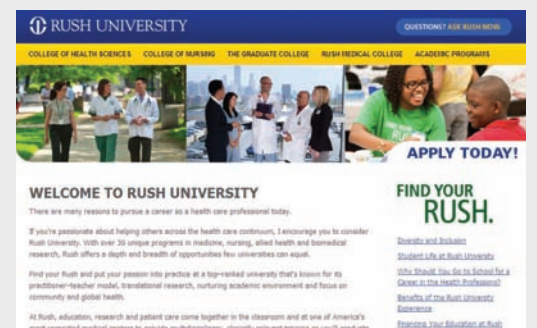 RUSH UNIVERSITY
QUESTIONS? ASK RUSH NOW.
COLLEGE OF HEALTH SCIENCES COLLEGE OF NURSING THE GRADUATE COLLEGE RUSH MEDICAL COLLEGE ACADEMIC PROGRAMS
RUSH
APPLY TODAY!
WELCOME TO RUSH UNIVERSITY
There are many reasons to pursue a career as a health care professional today.
If you're passionate about helping others across the health care continuum, I encourage you to consider
Rush University. With over 30 unique programs in medicine, nursing, allied health and biomedical
research, Rush offers a depth and breadth of opportunities few universities can equal.
Find your Rush and put your passion into practice at a top-ranked university that's known for its
practitioner-teacher model, translational research, nurturing academic environment and focus on
community and global health.
At Rush, education, research and patient care come together in the classroom and at one of America's
FIND YOUR
RUSH.
Diversity and Inclusion
Student Life at Rush University
Why Should You Go to School for a
Career in the Health Professions?
Benefits of the Rush University
Experience
Financing Your Education at Rush